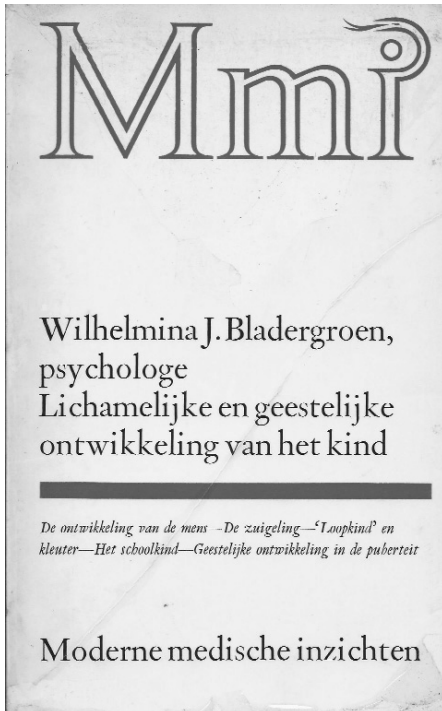 Mmi
Wilhelmina J. Bladergroen,
psychologe
Lichamelijke en geestelijke
ontwikkeling van het kind
De ontwikkeling van de mens—De zuigeling—‘Loopkind’ en
kleuter—Het schoolkind—Geestelijke ontwikkeling in de puberteit
Moderne medische inzichten